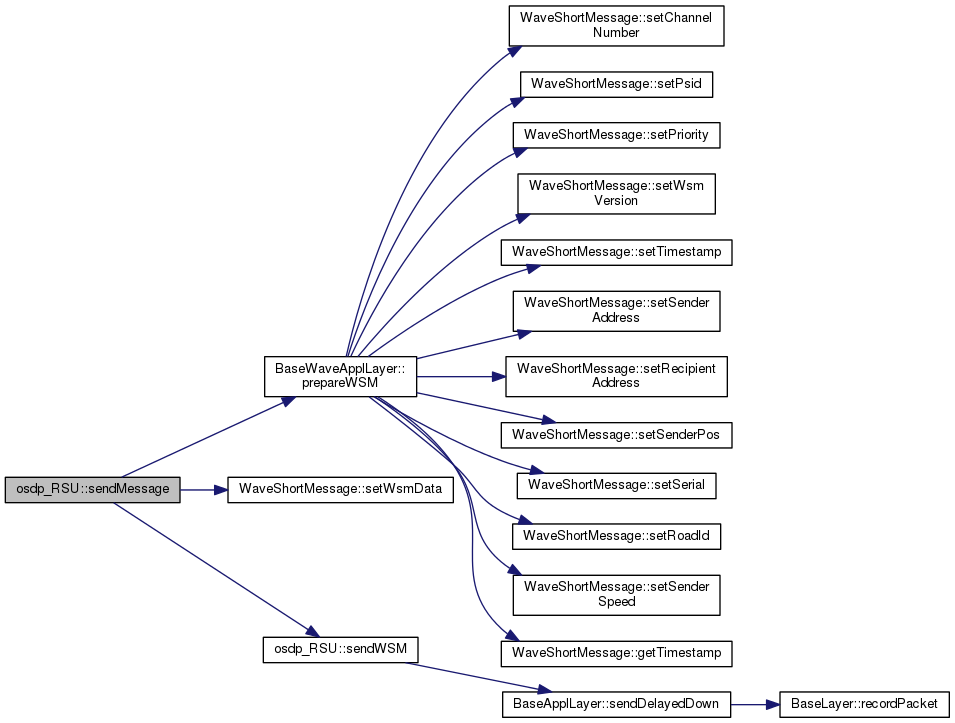 WaveShortMessage::setChannel
Number
WaveShortMessage::setPsid
WaveShortMessage::setPriority
WaveShortMessage::setWsm
Version
WaveShortMessage::setTimestamp
WaveShortMessage::setSender
Address
BaseWaveApplLayer::
prepareWSM
WaveShortMessage::setRecipient
Address
WaveShortMessage::setSenderPos
osdp_RSU::sendMessage
WaveShortMessage::setWsmData
WaveShortMessage::setSerial
WaveShortMessage::setRoadId
WaveShortMessage::setSender
Speed
osdp_RSU::sendWSM
WaveShortMessage::getTimestamp
BaseApplLayer::sendDelayedDown
BaseLayer::recordPacket